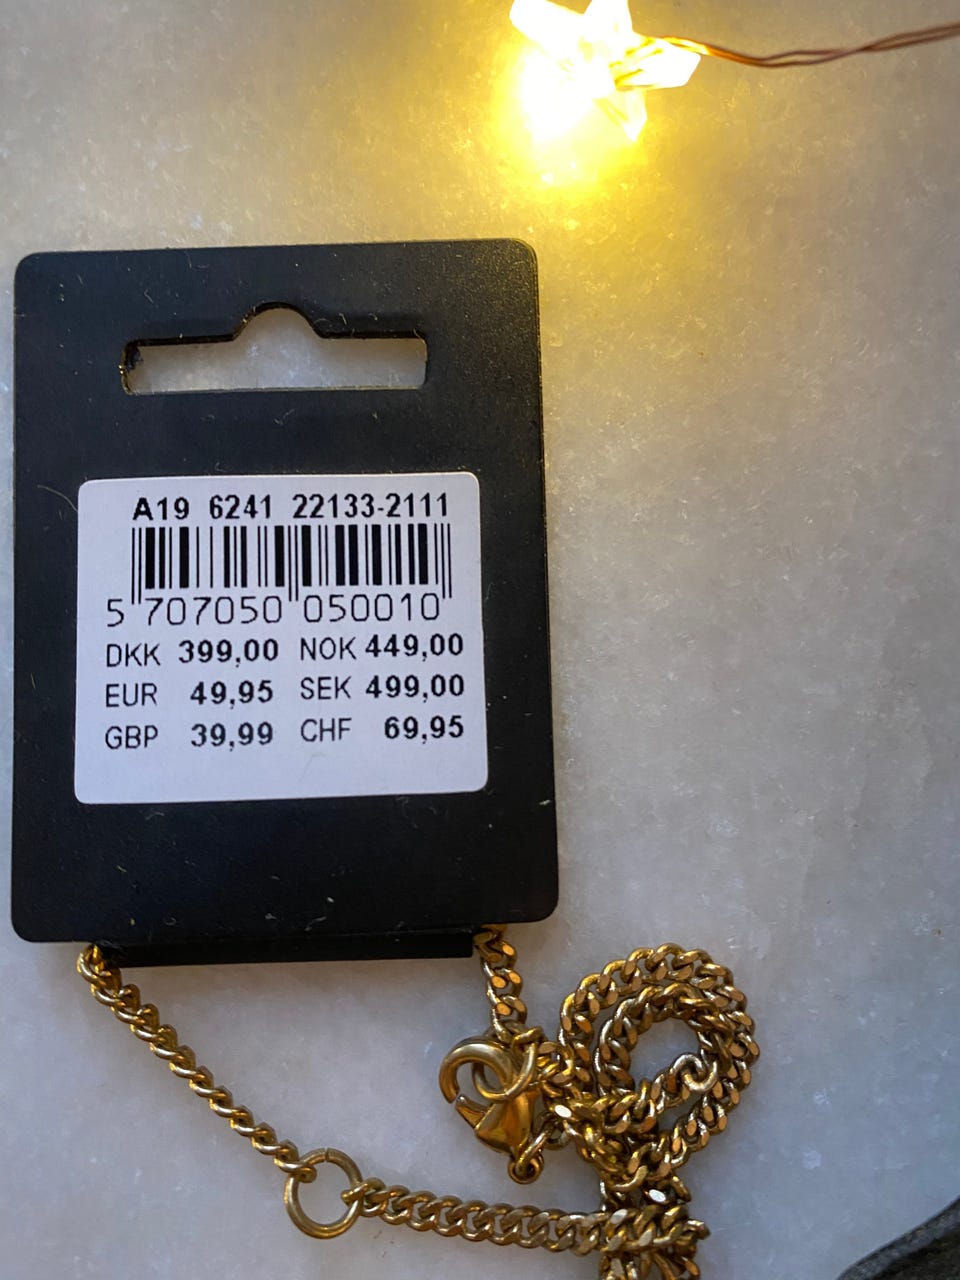 A19 6241 22133-2111
5 707050 050010
DKK 399,00 NOK 449,00
EUR 49,95 SEK 499,00
GBP 39,99 CHF 69,95